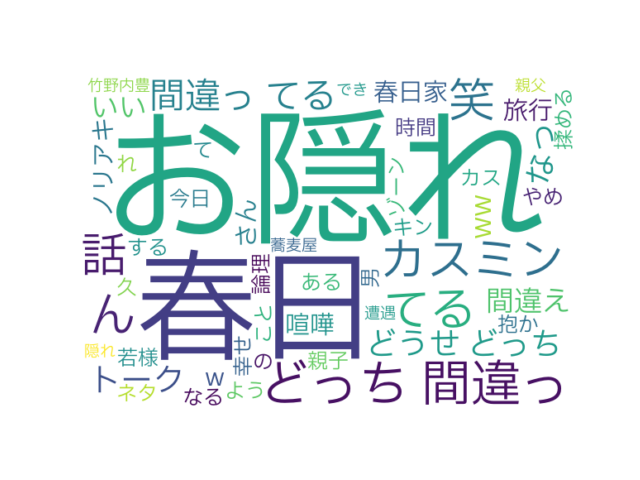 竹野内豊
間違っ てる
でき
春日家
笑
親父
いい
旅行
揉める
ノリアキ
お隠れ
時間
なっ
れ
て
今日
ゾーン
カス
やめ
さん
キン
ww
話
する
蕎麦屋
論理
カスミン
春日
ある
男
ん
久
こと
喧嘩
遭遇
てる
間違え
抱か
隠れ
若様
幸せ
の
親子
どうせ どっち
トーク
w
ネタ
なる
よう
どっち 間違っ